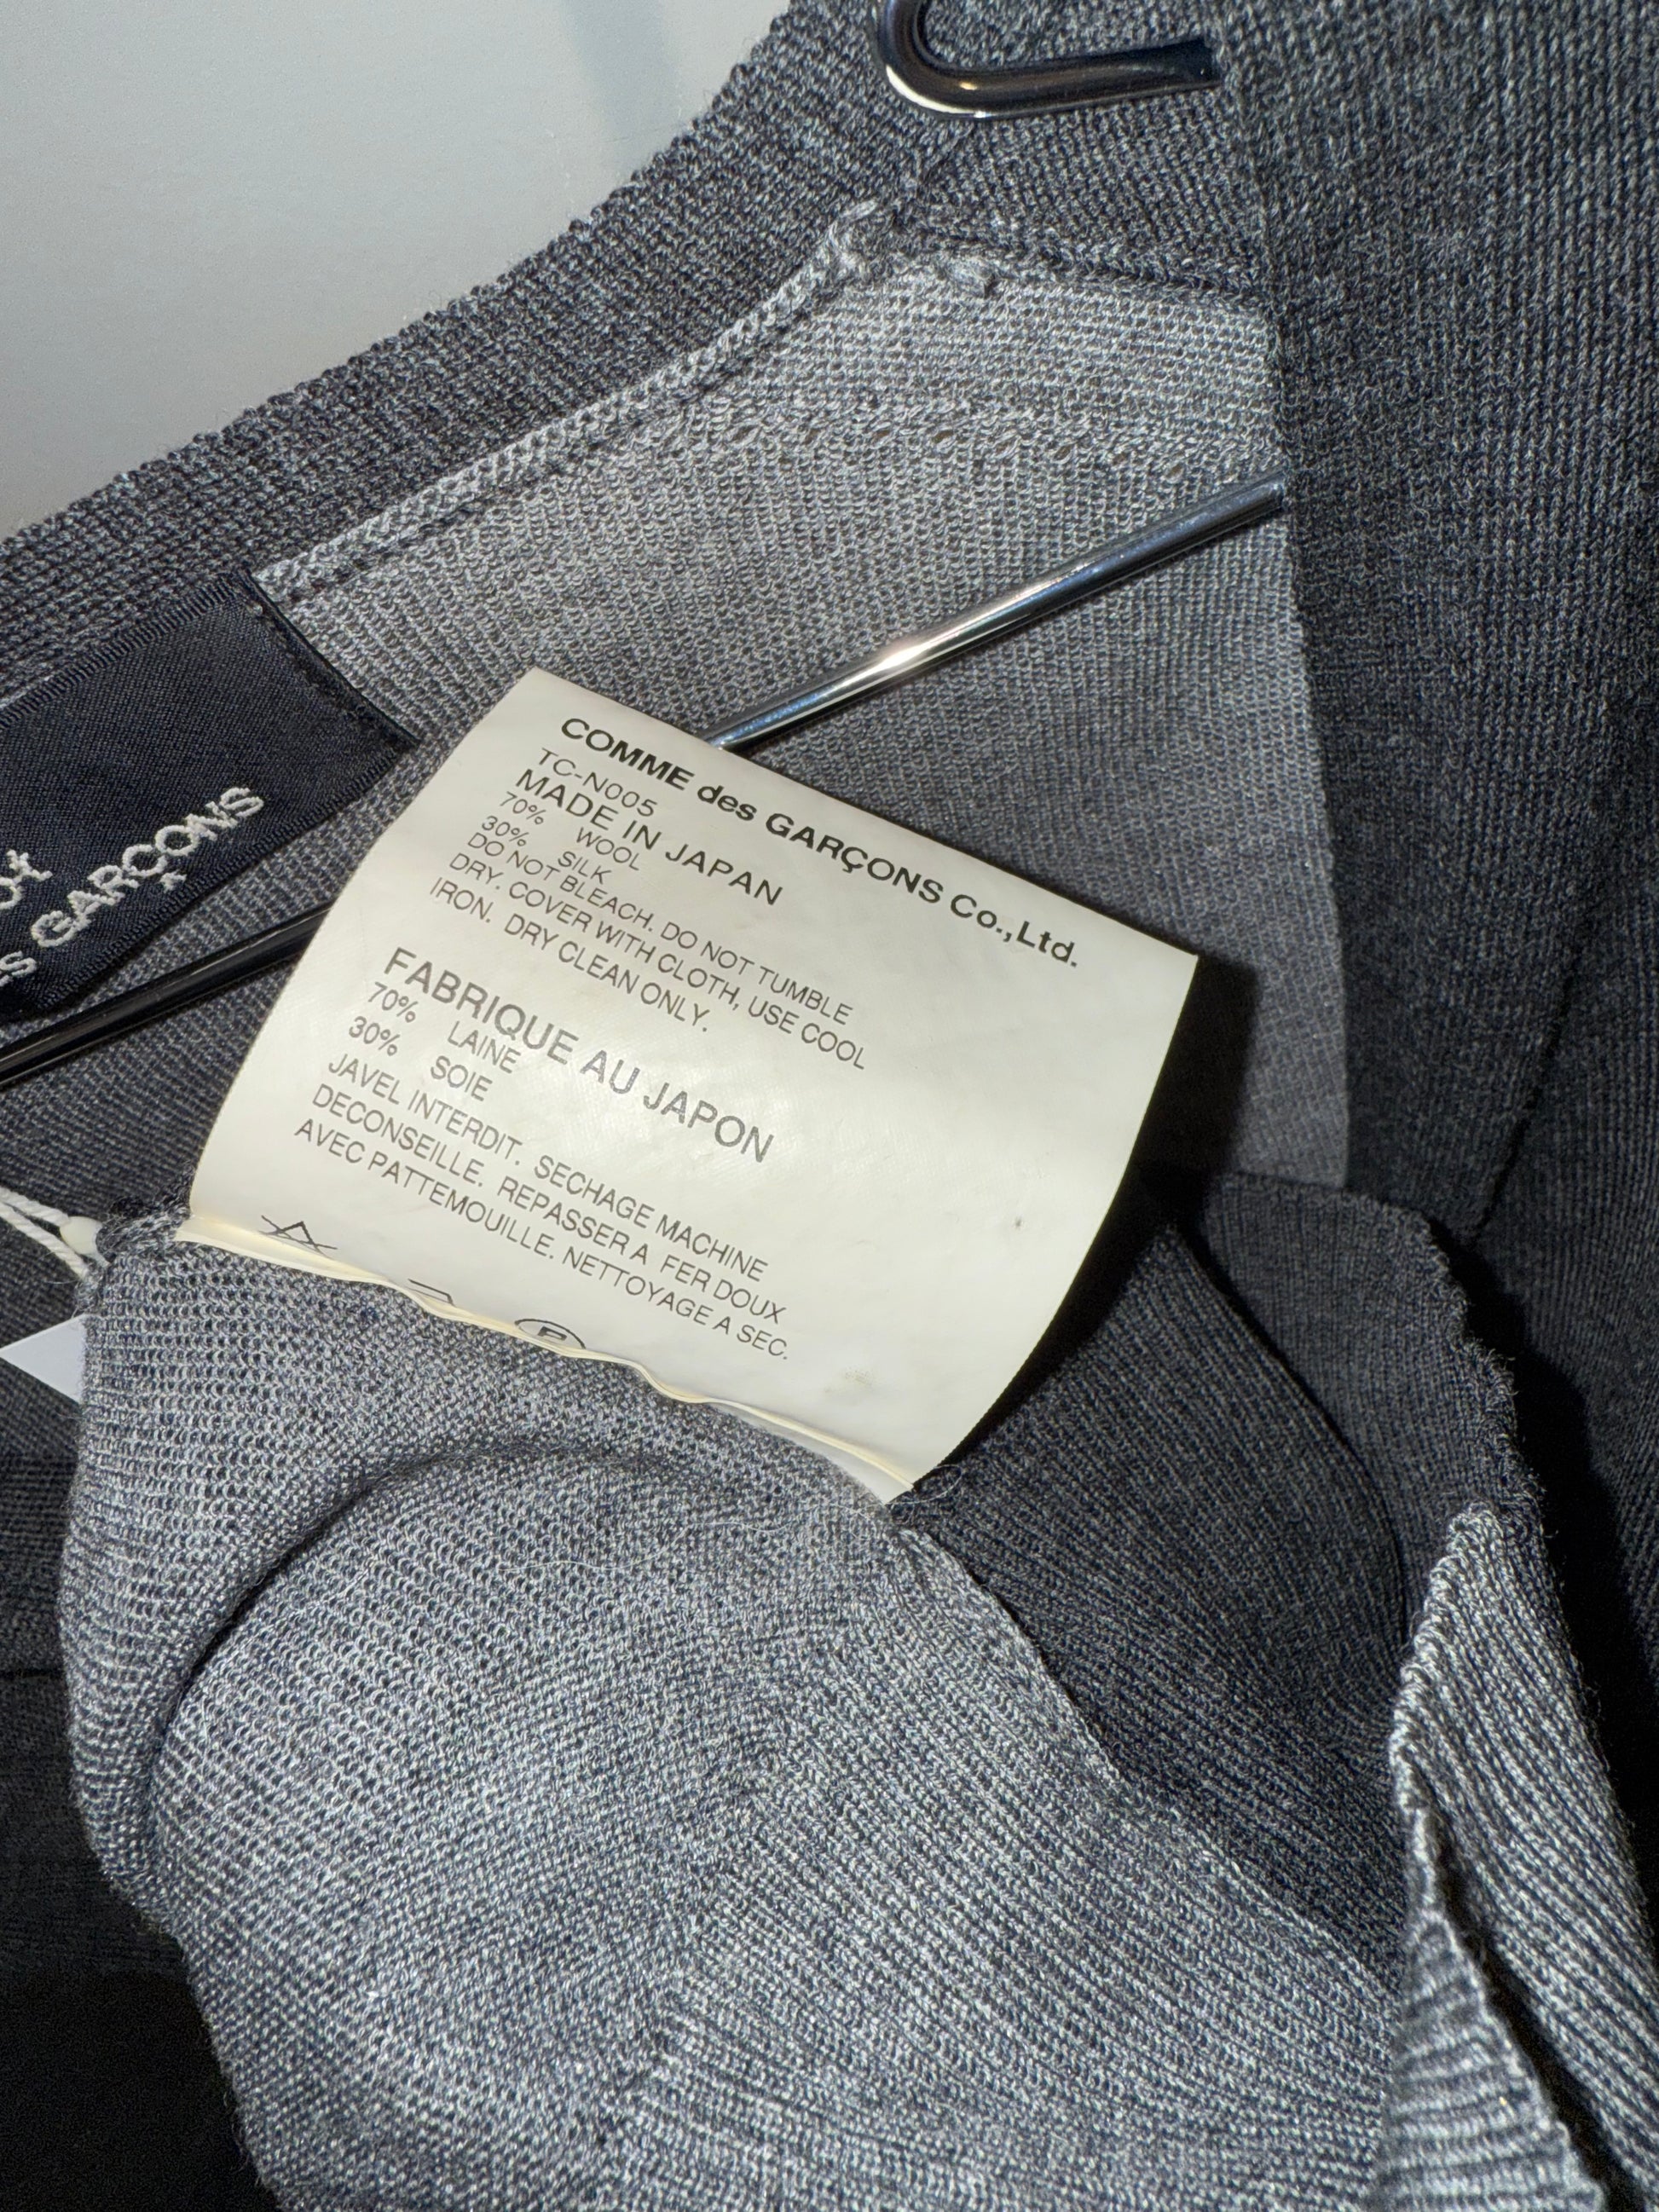 GARÇONS
COMME des GARÇONS Co.,Ltd.
TC-N005
MADE IN JAPAN
70% WOOL
30% SILK
DO NOT BLEACH. DO NOT TUMBLE
DRY. COVER WITH CLOTH, USE COOL
IRON. DRY CLEAN ONLY.
FABRIQUE AU JAPON
70% LAINE
30% SOIE
JAVEL INTERDIT. SECHAGE MACHINE
DECONSEILLE. REPASSER A FER DOUX
AVEC PATTEMOUILLE. NETTOYAGE A SEC.
P